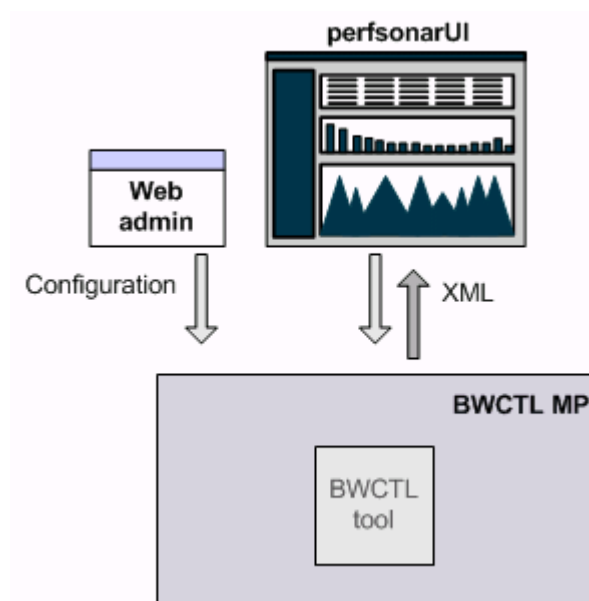 perfsonarUI
Web
admin
Configuration
XML
BWCTL MP
BWCTL
tool